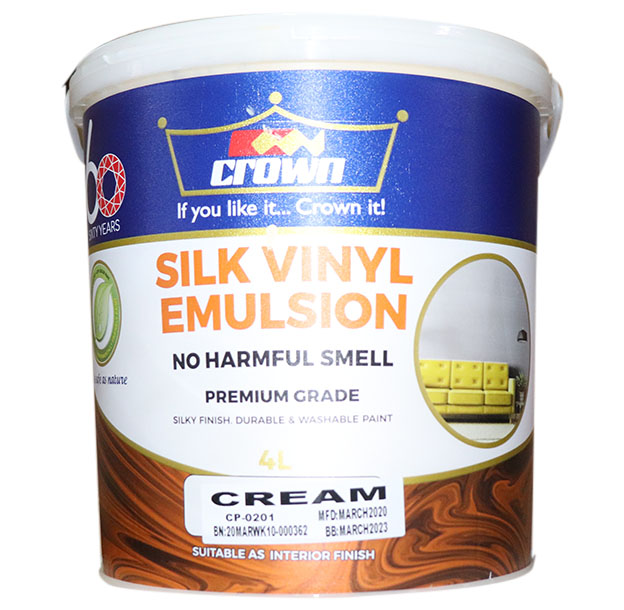 crown
If you like it... Crown it!
60
SIXTY YEARS
SILK VINYL
EMULSION
NO HARMFUL SMELL
PREMIUM GRADE
SILKY FINISH. DURABLE & WASHABLE PAINT
as nature
4L
CREAM
CP-0201 MFD:MARCH2020
BN:20MARWK10-000362 BB:MARCH2023
SUITABLE AS INTERIOR FINISH